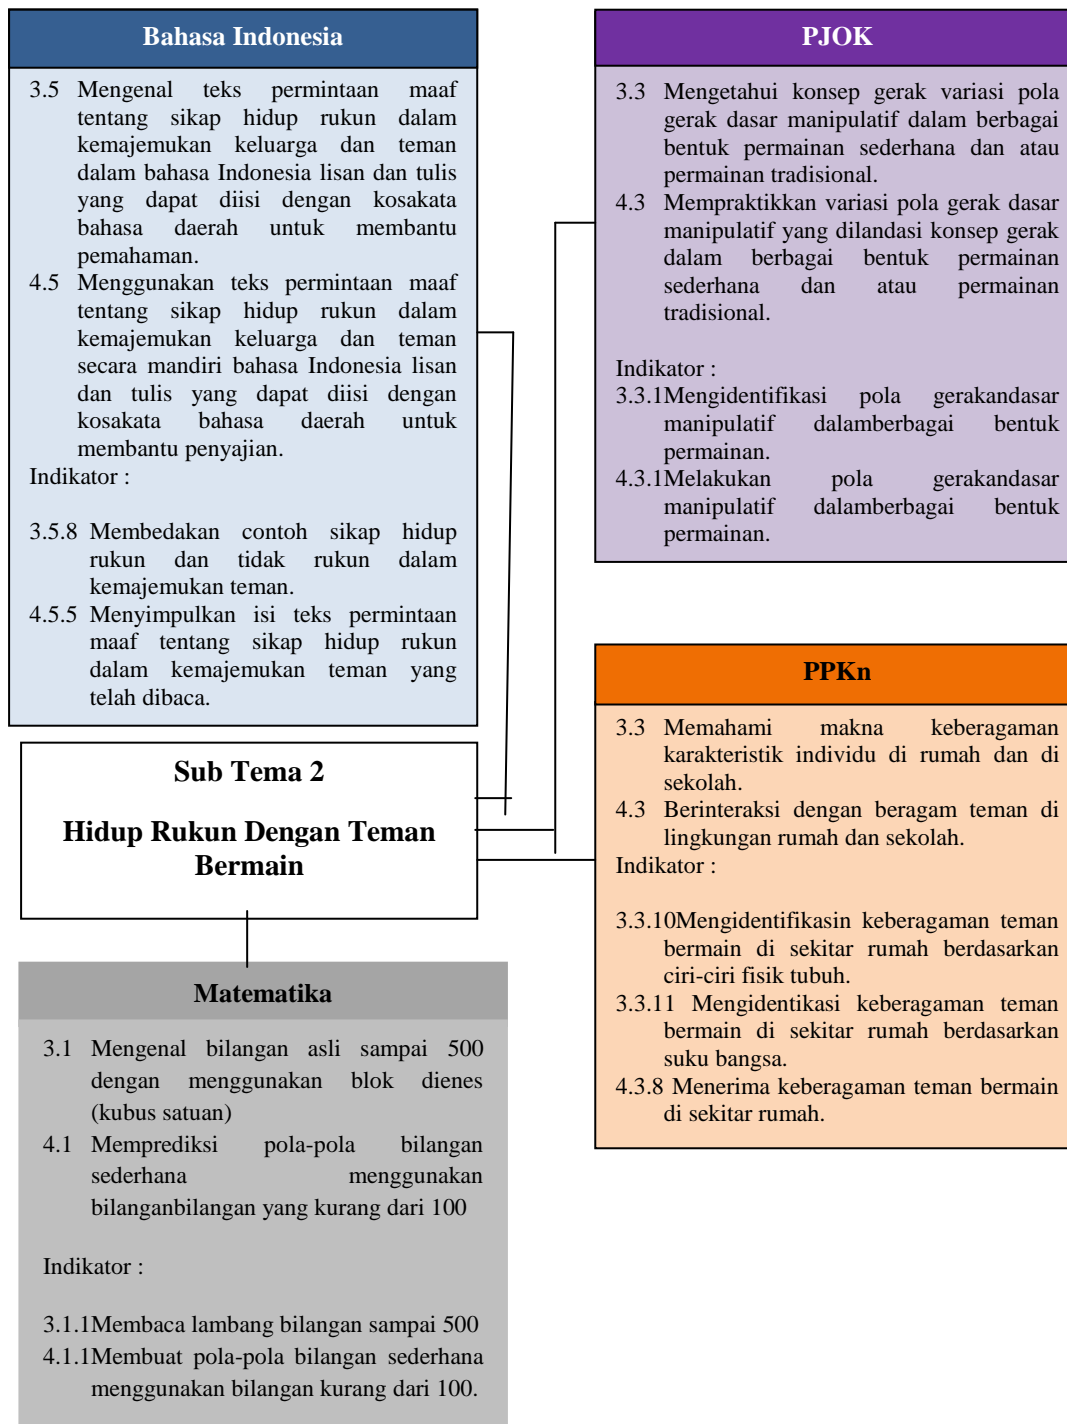 Bahasa Indonesia
3.5 Mengenal teks permintaan maaf
tentang sikap hidup rukun dalam
kemajemukan keluarga dan teman
dalam bahasa Indonesia lisan dan tulis
yang dapat diisi dengan kosakata
bahasa daerah untuk membantu
pemahaman.
4.5 Menggunakan teks permintaan maaf
tentang sikap hidup rukun dalam
kemajemukan keluarga dan teman
secara mandiri bahasa Indonesia lisan
dan tulis yang dapat diisi dengan
kosakata bahasa daerah untuk
membantu penyajian.
Indikator :
3.5.8 Membedakan contoh sikap hidup
rukun dan tidak rukun dalam
kemajemukan teman.
4.5.5 Menyimpulkan isi teks permintaan
maaf tentang sikap hidup rukun
dalam kemajemukan teman yang
telah dibaca.
PJOK
3.3 Mengetahui konsep gerak variasi pola
gerak dasar manipulatif dalam berbagai
bentuk permainan sederhana dan atau
permainan tradisional.
4.3 Mempraktikkan variasi pola gerak dasar
manipulatif yang dilandasi konsep gerak
dalam berbagai bentuk permainan
sederhana dan atau permainan
tradisional.
Indikator :
3.3.1Mengidentifikasi pola gerakandasar
manipulatif dalamberbagai bentuk
permainan.
4.3.1Melakukan pola gerakandasar
manipulatif dalamberbagai bentuk
permainan.
Sub Tema 2
Hidup Rukun Dengan Teman
Bermain
PPKn
3.3 Memahami makna keberagaman
karakteristik individu di rumah dan di
sekolah.
4.3 Berinteraksi dengan beragam teman di
lingkungan rumah dan sekolah.
Indikator :
3.3.10Mengidentifikasin keberagaman teman
bermain di sekitar rumah berdasarkan
ciri-ciri fisik tubuh.
3.3.11 Mengidentikasi keberagaman teman
bermain di sekitar rumah berdasarkan
suku bangsa.
4.3.8 Menerima keberagaman teman bermain
di sekitar rumah.
Matematika
3.1 Mengenal bilangan asli sampai 500
dengan menggunakan blok dienes
(kubus satuan)
4.1 Memprediksi pola-pola bilangan
sederhana menggunakan
bilanganbilangan yang kurang dari 100
Indikator :
3.1.1Membaca lambang bilangan sampai 500
4.1.1Membuat pola-pola bilangan sederhana
menggunakan bilangan kurang dari 100.